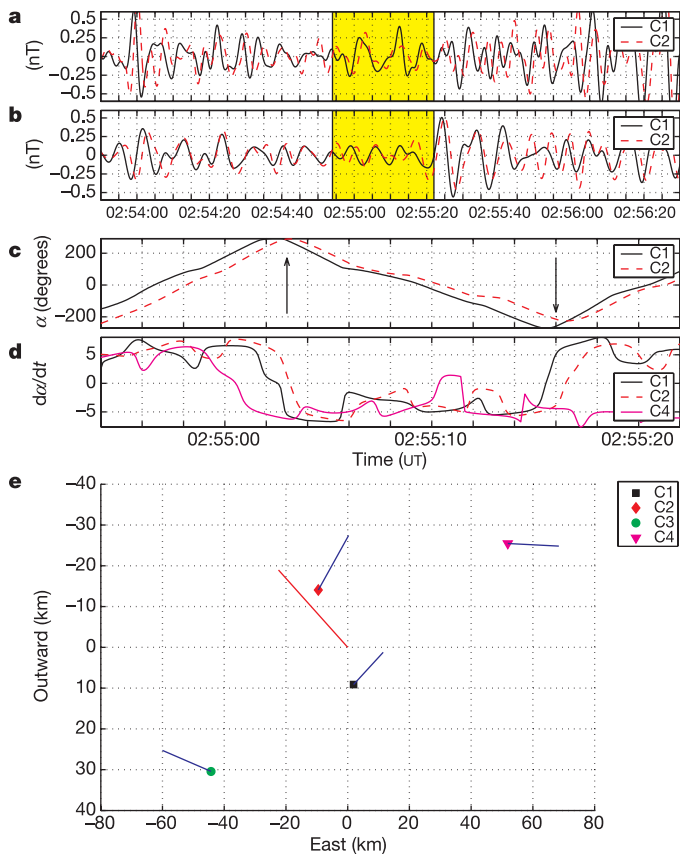 a
0.5
0.25
0
−0.25
−0.5
(nT)
C1
C2
b
0.5
0.25
0
−0.25
−0.5
(nT)
C1
C2
02:54:00 02:54:20 02:54:40 02:55:00 02:55:20 02:55:40 02:56:00 02:56:20
c
200
0
−200
α (degrees)
C1
C2
d
5
0
−5
dα/dt
C1
C2
C4
02:55:00 02:55:10 02:55:20
Time (UT)
e
−40
−30
−20
−10
0
10
20
30
40
Outward (km)
C1
C2
C3
C4
−80 −60 −40 −20 0 20 40 60 80
East (km)